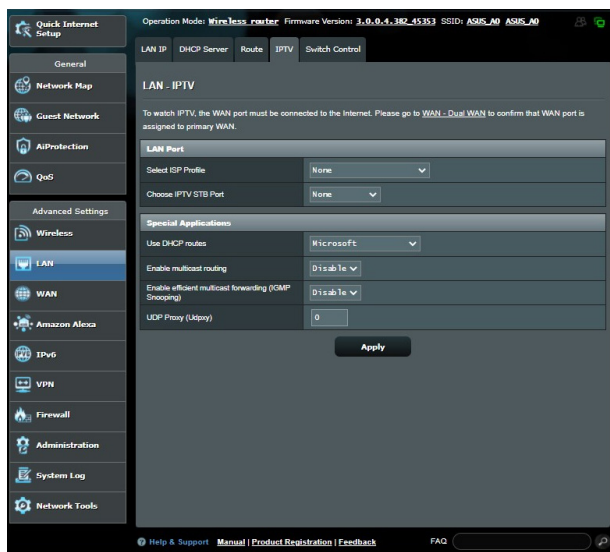 Quick Internet
Setup
Operation Mode: Wireless router Firmware Version: 3.0.0.4.382_45353 SSID: ASUS_A0 ASUS_A0
LAN IP DHCP Server Route IPTV Switch Control
General
Network Map
Guest Network
AiProtection
QoS
Advanced Settings
Wireless
LAN
WAN
Amazon Alexa
IPv6
VPN
Firewall
Administration
System Log
Network Tools
LAN - IPTV
To watch IPTV, the WAN port must be connected to the Internet. Please go to WAN - Dual WAN to confirm that WAN port is
assigned to primary WAN.
LAN Port
Select ISP Profile None
Choose IPTV STB Port None
Special Applications
Use DHCP routes Microsoft
Enable multicast routing Disable
Enable efficient multicast forwarding (IGMP
Snooping) Disable
UDP Proxy (Udpxy) 0
Apply
Help & Support Manual | Product Registration | Feedback FAQ